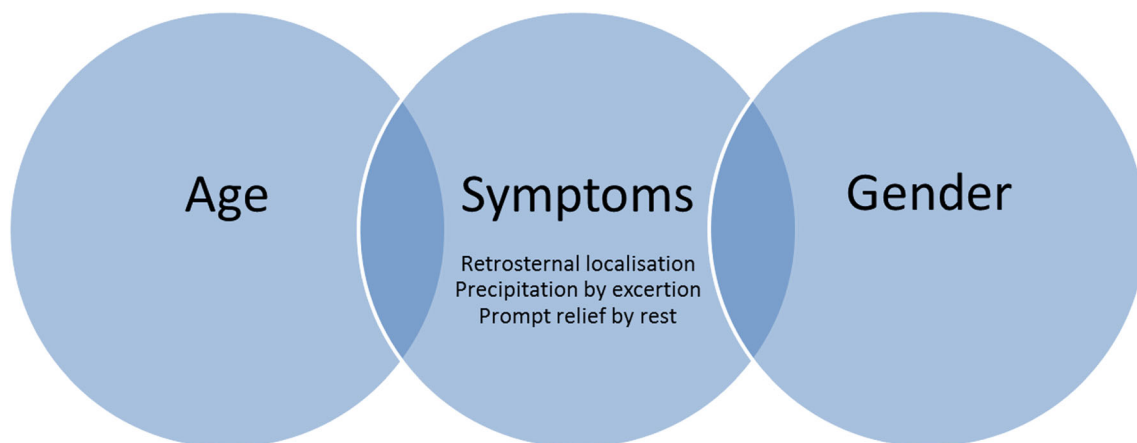 Age
Symptoms
Gender
Retrosternal localisation
Precipitation by excertion
Prompt relief by rest